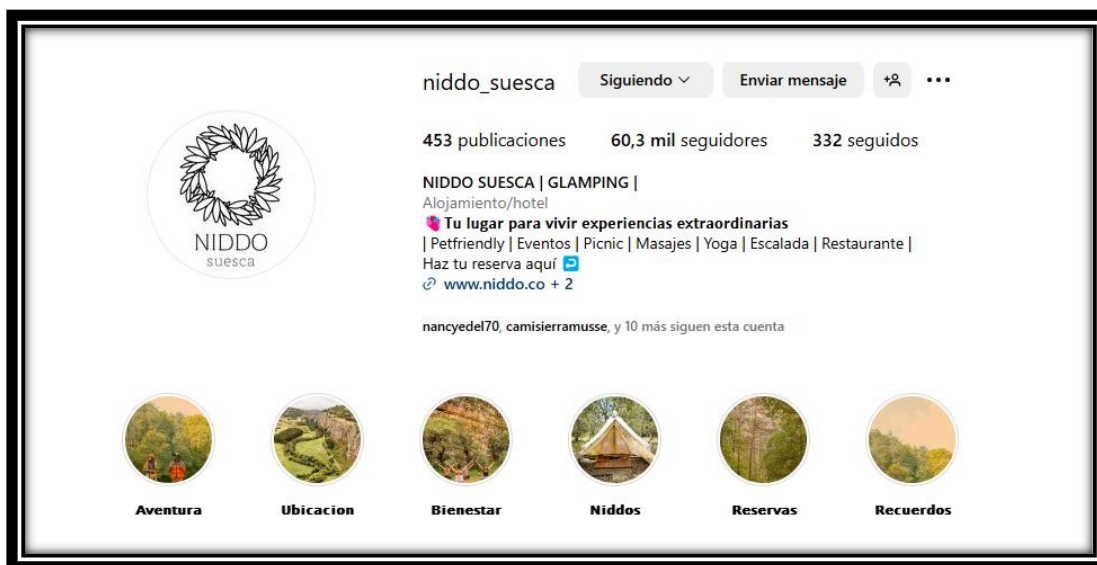 niddo_suesca Siguiendo Enviar mensaje
453 publicaciones 60,3 mil seguidores 332 seguidos
NIDDO
suesca
NIDDO SUESCA | GLAMPING |
Alojamiento/hotel
Tu lugar para vivir experiencias extraordinarias
| Petfriendly | Eventos | Picnic | Masajes | Yoga | Escalada | Restaurante |
Haz tu reserva aquí
www.niddo.co + 2
nancyedel70, camisierramusse, y 10 más siguen esta cuenta
Aventura Ubicacion Bienestar Niddos Reservas Recuerdos